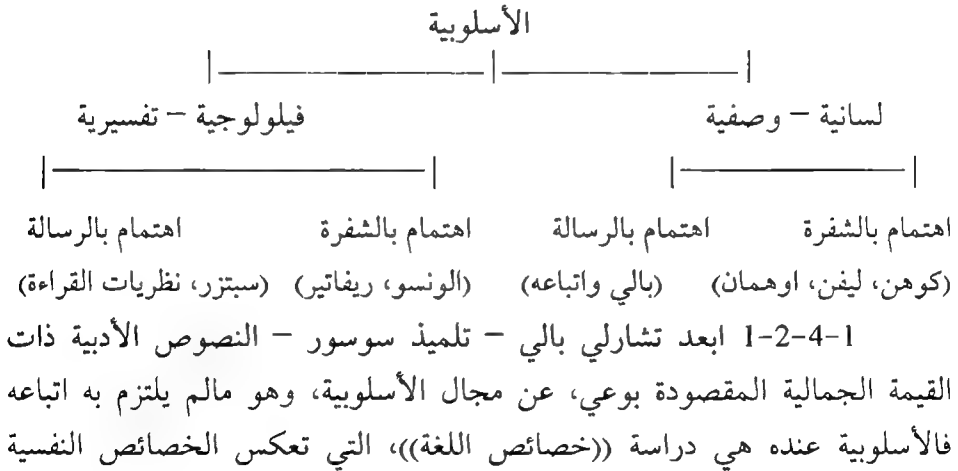 الأسلوبية
لسانية – وصفية فيلولوجية – تفسيرية
اهتمام بالشفرة اهتمام بالرسالة اهتمام بالشفرة اهتمام بالرسالة
(كوهن، ليفن، اوهمان) (بالي واتباعه) (الونسو، ريفاتير) (سبتزر، نظريات القراءة)
1-4-2-1 ابعد تشارلي بالي – تلميذ سوسور – النصوص الأدبية ذات
القيمة الجمالية المقصودة بوعي، عن مجال الأسلوبية، وهو مالم يلتزم به اتباعه
فالأسلوبية عنده هي دراسة ((خصائص اللغة))، التي تعكس الخصائص النفسية